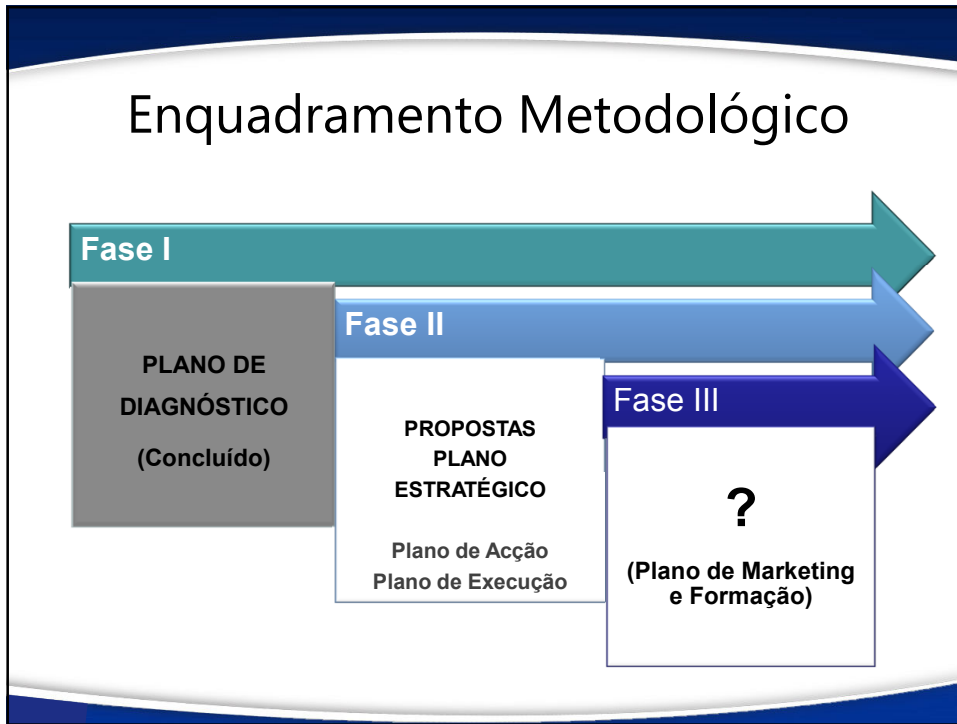 Enquadramento Metodológico
Fase I
PLANO DE
DIAGNÓSTICO
(Concluído)
Fase II
PROPOSTAS
PLANO
ESTRATÉGICO
Plano de Acção
Plano de Execução
Fase III
?
(Plano de Marketing
e Formação)